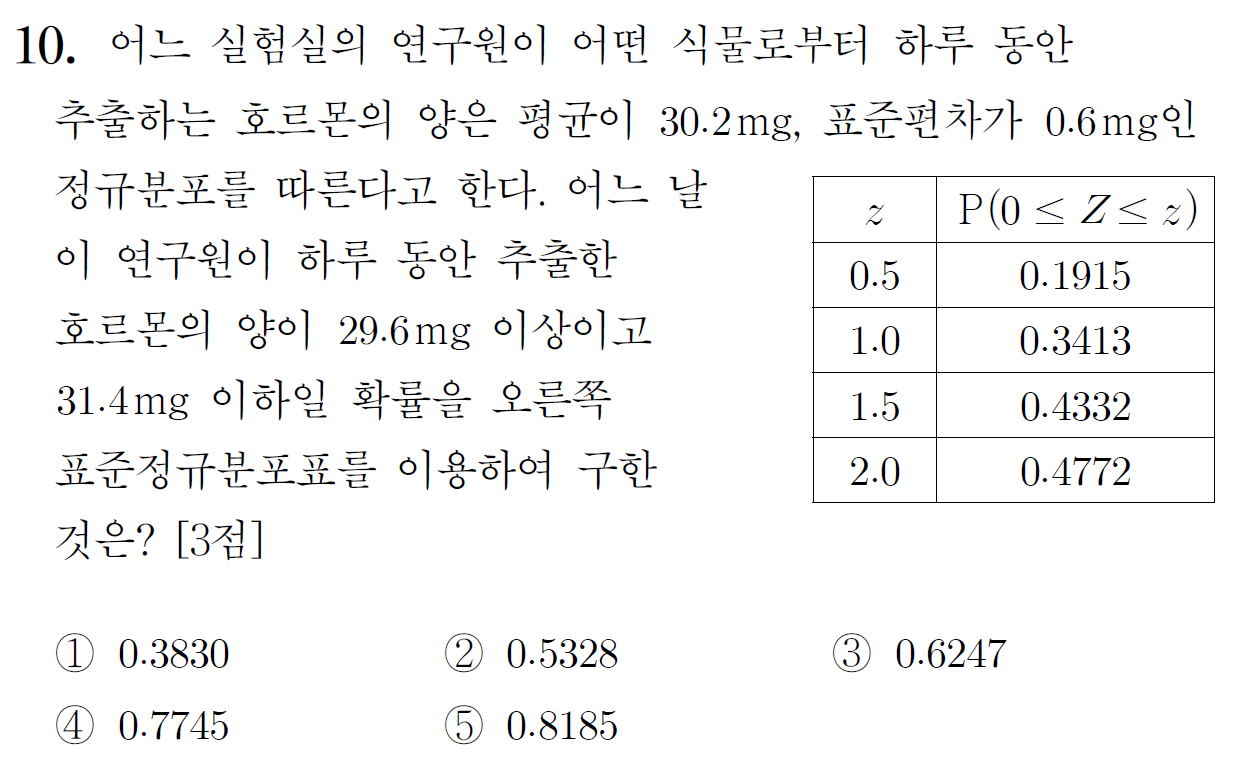 10. 어느 실험실의 연구원이 어떤 식물로부터 하루 동안
추출하는 호르몬의 양은 평균이 30.2mg, 표준편차가 0.6mg인
정규분포를 따른다고 한다. 어느 날
이 연구원이 하루 동안 추출한
호르몬의 양이 29.6mg 이상이고
31.4mg 이하일 확률을 오른쪽
표준정규분포표를 이용하여 구한
것은? [3점]
z P(0≤Z≤z)
0.5 0.1915
1.0 0.3413
1.5 0.4332
2.0 0.4772
① 0.3830 ② 0.5328 ③ 0.6247
④ 0.7745 ⑤ 0.8185